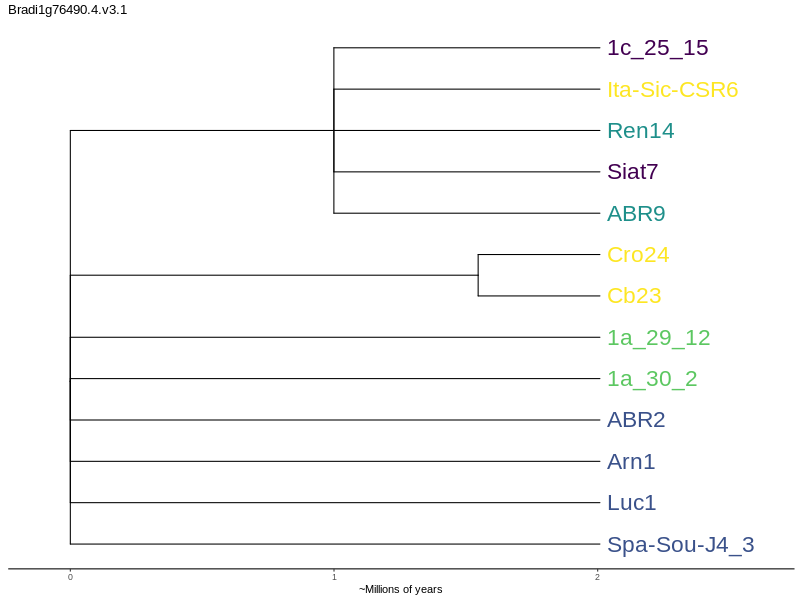 Bradi1g76490.4.v3.1
1c_25_15
Ita-Sic-CSR6
Ren14
Siat7
ABR9
Cro24
Cb23
1a_29_12
1a_30_2
ABR2
Arn1
Luc1
Spa-Sou-J4_3
0 1 2
~Millions of years